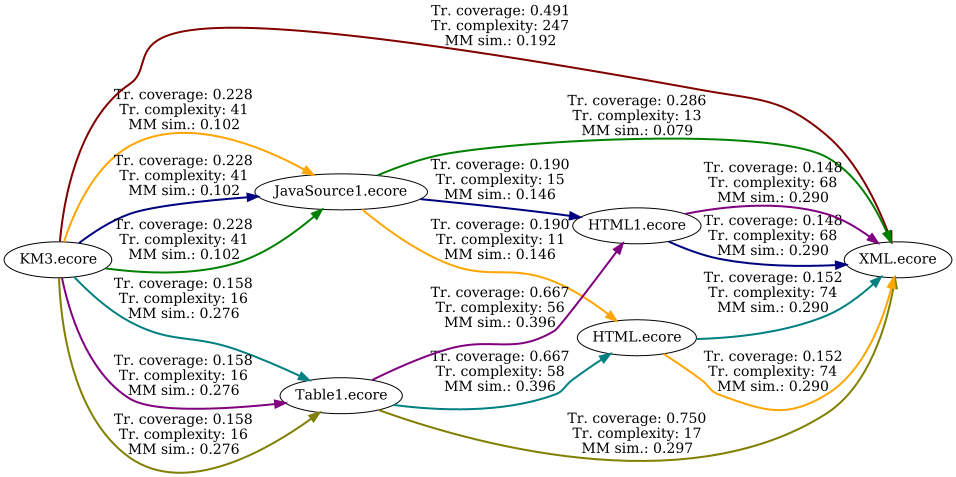 Tr. coverage: 0.491
Tr. complexity: 247
MM sim.: 0.192
Tr. coverage: 0.228
Tr. complexity: 41
MM sim.: 0.102
Tr. coverage: 0.286
Tr. complexity: 13
MM sim.: 0.079
Tr. coverage: 0.228
Tr. complexity: 41
MM sim.: 0.102
JavaSource1.ecore
Tr. coverage: 0.190
Tr. complexity: 15
MM sim.: 0.146
Tr. coverage: 0.148
Tr. complexity: 68
MM sim.: 0.290
Tr. coverage: 0.228
Tr. complexity: 41
MM sim.: 0.102
Tr. coverage: 0.190
Tr. complexity: 11
MM sim.: 0.146
HTML1.ecore
Tr. coverage: 0.148
Tr. complexity: 68
MM sim.: 0.290
KM3.ecore
XML.ecore
Tr. coverage: 0.158
Tr. complexity: 16
MM sim.: 0.276
Tr. coverage: 0.667
Tr. complexity: 56
MM sim.: 0.396
Tr. coverage: 0.152
Tr. complexity: 74
MM sim.: 0.290
HTML.ecore
Tr. coverage: 0.158
Tr. complexity: 16
MM sim.: 0.276
Table1.ecore
Tr. coverage: 0.667
Tr. complexity: 58
MM sim.: 0.396
Tr. coverage: 0.152
Tr. complexity: 74
MM sim.: 0.290
Tr. coverage: 0.158
Tr. complexity: 16
MM sim.: 0.276
Tr. coverage: 0.750
Tr. complexity: 17
MM sim.: 0.297